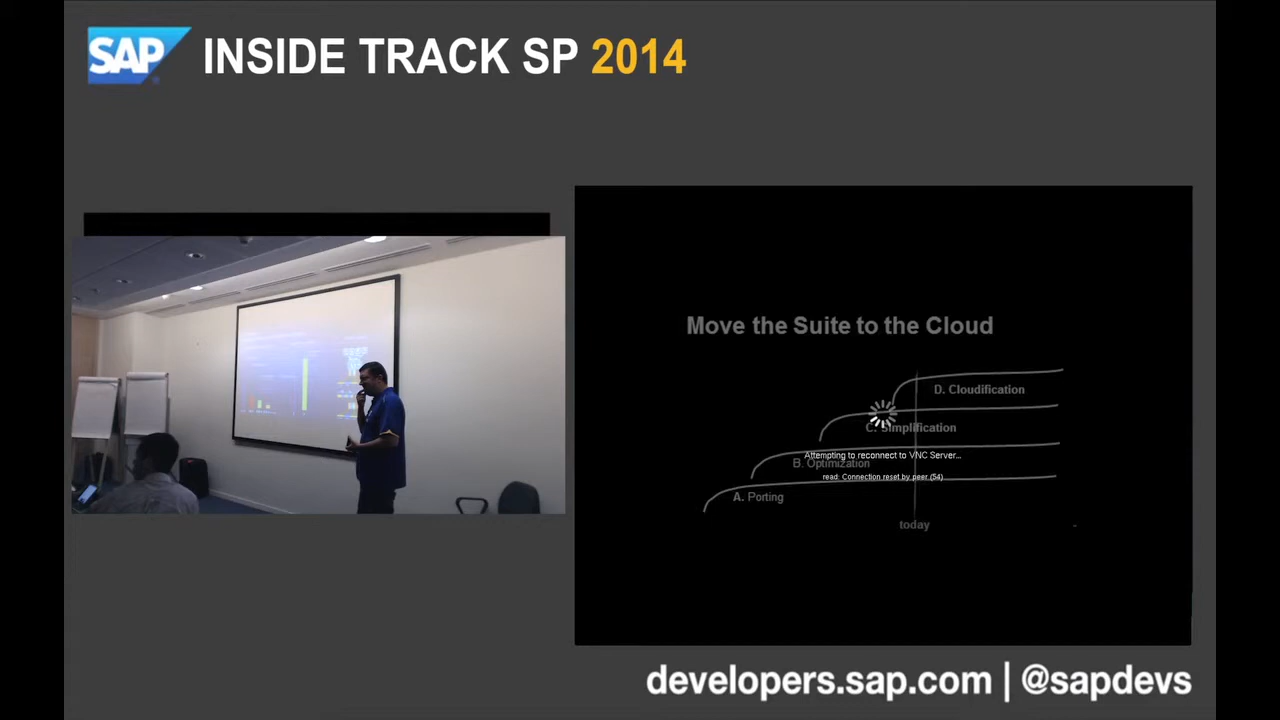 SAP
INSIDE TRACK SP 2014
Move the Suite to the Cloud
D. Cloudification
C. Simplification
Attempting to reconnect to VNC Server...
B. Optimization
read: Connection reset by peer (54)
A. Porting
today
developers.sap.com | @sapdevs